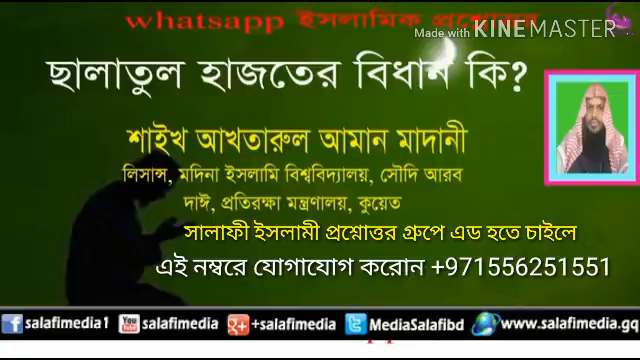 whatsapp ইসলামিক প্রশ্নোত্তর
Made with KINEMASTER
ছালাতুল হাজতের বিধান কি?
শাইখ আখতারুল আমান মাদানী
লিসান্স, মদিনা ইসলামি বিশ্ববিদ্যালয়, সৌদি আরব
দাঈ, প্রতিরক্ষা মন্ত্রণালয়, কুয়েত
সালাফী ইসলামী প্রশ্নোত্তর গ্রুপে এড হতে চাইলে
এই নম্বরে যোগাযোগ করোন +971556251551
salafimedia1 You Tube salafimedia +salafimedia MediaSalafibd www.salafimedia.gq